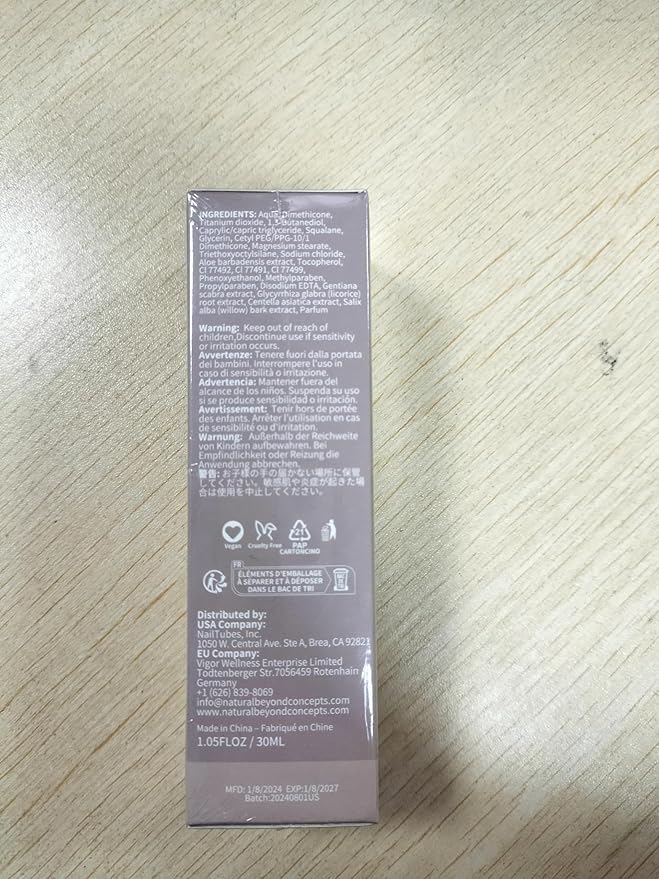 INGREDIENTS: Aqua, Dimethicone,
Titanium dioxide, 1,3-Butanediol,
Caprylic/capric triglyceride, Squalane,
Glycerin, Cetyl PEG/PPG-10/1
Dimethicone, Magnesium stearate,
Triethoxyoctylsilane, Sodium chloride,
Aloe barbadensis extract, Tocopherol,
CI 77492, CI 77491, CI 77499,
Phenoxyethanol, Methylparaben,
Propylparaben, Disodium EDTA, Gentiana
scabra extract, Glycyrrhiza glabra (licorice)
root extract, Centella asiatica extract, Salix
alba (willow) bark extract, Parfum
Warning: Keep out of reach of
children,Discontinue use if sensitivity
or irritation occurs.
Avvertenze: Tenere fuori dalla portata
dei bambini. Interrompere l'uso in
caso di sensibilità o irritazione.
Advertencia: Mantener fuera del
alcance de los niños. Suspenda su uso
si se produce sensibilidad o irritación.
Avertissement: Tenir hors de portée
des enfants. Arrêter l'utilisation en cas
de sensibilité ou d'irritation.
Warnung: Außerhalb der Reichweite
von Kindern aufbewahren. Bei
Empfindlichkeit oder Reizung die
Anwendung abbrechen.
警告: お子様の手の届かない場所に保管
してください。敏感肌や炎症が起きた場
合は使用を中止してください。
Vegan Cruelty Free 21 PAP CARTONCINO
FR
ÉLÉMENTS D'EMBALLAGE
À SÉPARER ET À DÉPOSER
DANS LE BAC DE TRI
BAC DE TRI
Distributed by:
USA Company:
NailTubes, Inc.
1050 W. Central Ave. Ste A, Brea, CA 92821
EU Company:
Vigor Wellness Enterprise Limited
Todtenberger Str.7056459 Rotenhain
Germany
+1 (626) 839-8069
info@naturalbeyondconcepts.com
www.naturalbeyondconcepts.com
Made in China – Fabriqué en Chine
1.05FLOZ / 30ML
MFD: 1/8/2024 EXP:1/8/2027
Batch:20240801US